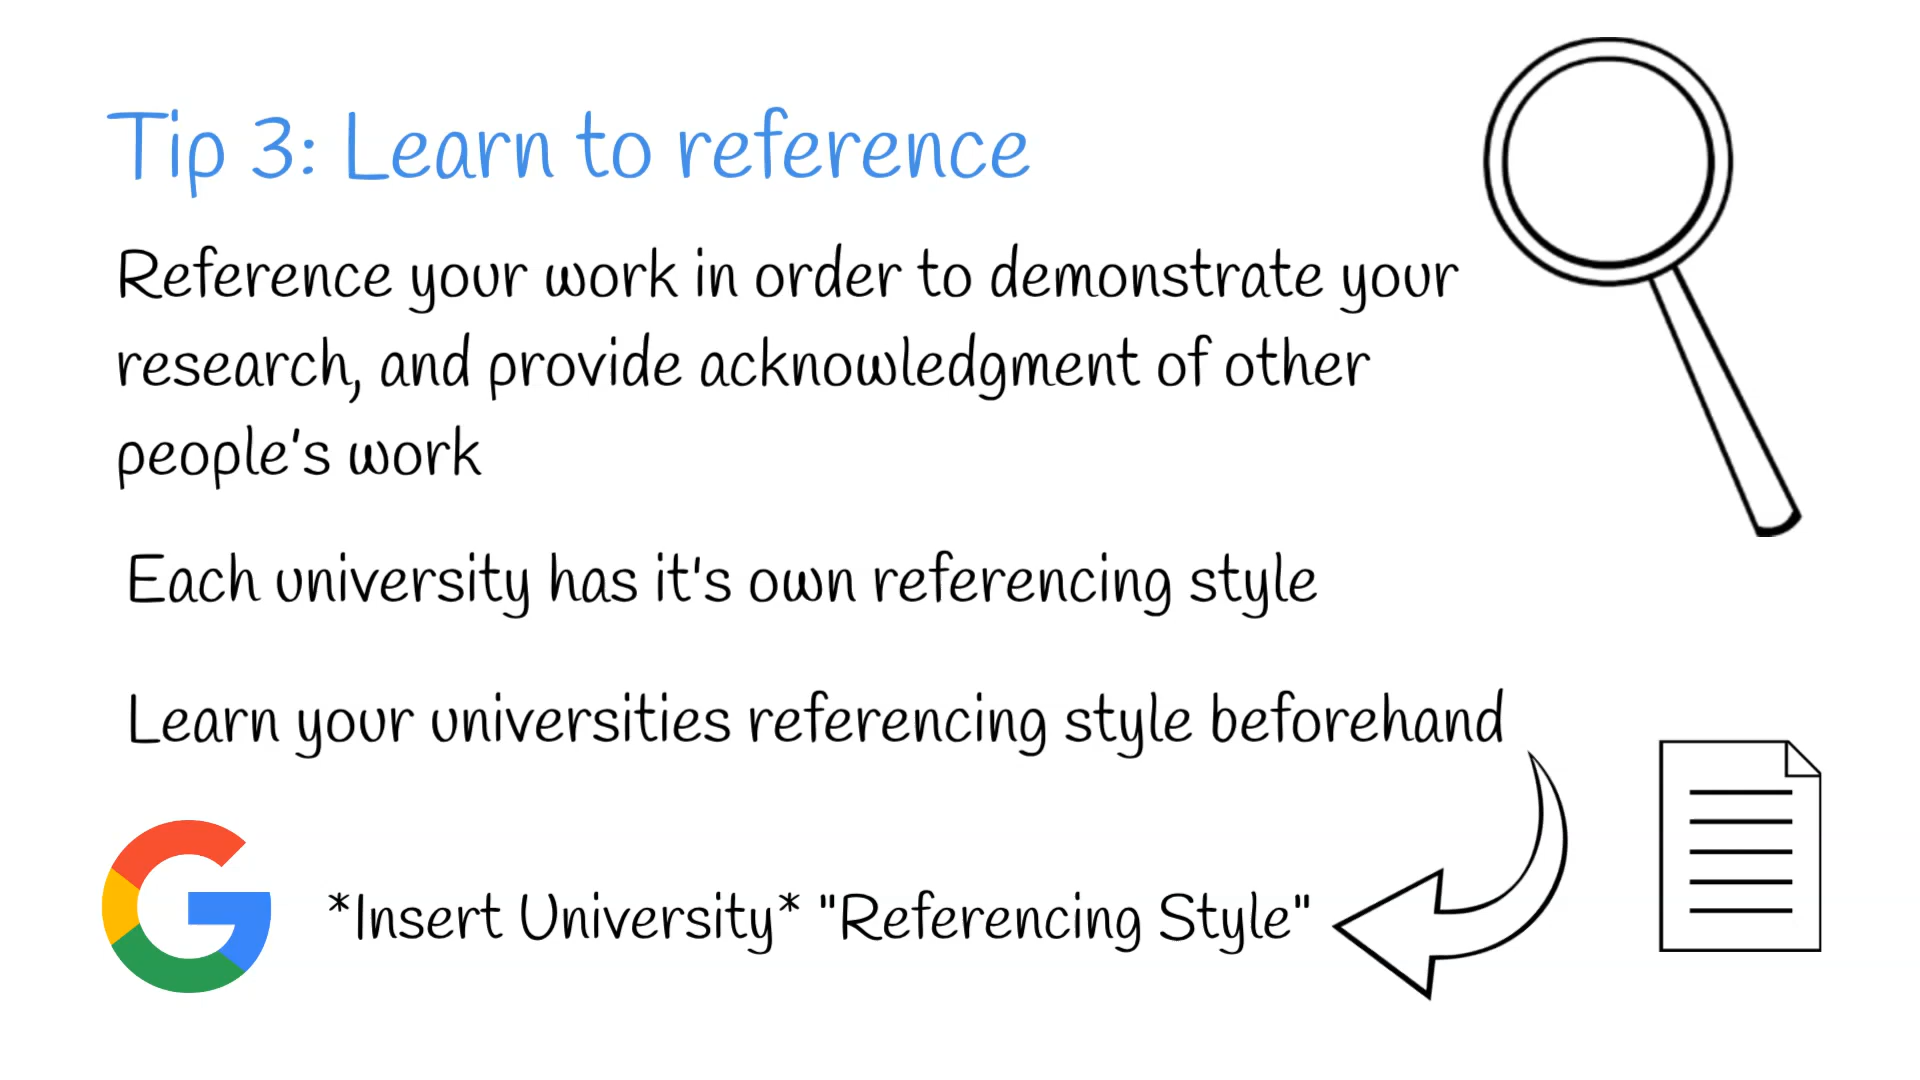 Tip 3: Learn to reference
Reference your work in order to demonstrate your
research, and provide acknowledgment of other
people's work
Each university has it's own referencing style
Learn your universities referencing style beforehand
*Insert University* "Referencing Style"